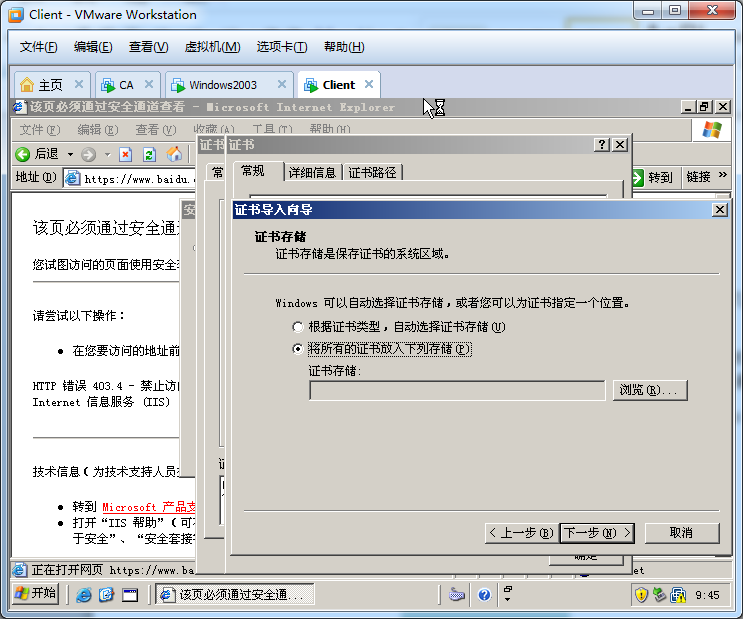 Client - VMware Workstation
文件(F) 编辑(E) 查看(V) 虚拟机(M) 选项卡(T) 帮助(H)
主页 CA Windows2003 Client
该页必须通过安全通道查看 - Microsoft Internet Explorer
文件(F) 编辑(E) 查看(V) 收藏(A) 工具(T) 帮助(H)
证书 证书
后退
常 常规 详细信息 证书路径
地址(D) https://www.baidu. 转到 链接 »
安 证书导入向导
该页必须通过安全通
证书存储
证书存储是保存证书的系统区域。
您试图访问的页面使用安全
Windows 可以自动选择证书存储，或者您可以为证书指定一个位置。
请尝试以下操作：
根据证书类型，自动选择证书存储(U)
在您要访问的地址前
将所有的证书放入下列存储(P)
证书存储:
HTTP 错误 403.4 - 禁止访
浏览(R)...
Internet 信息服务 (IIS)
技术信息（为技术支持人员
转到 Microsoft 产品支
打开“IIS 帮助”（可
于安全”、“安全套接
< 上一步(B) 下一步(N) > 取消
确定
正在打开网页 https://www.ba et
开始 该页必须通过安全通... 9:45